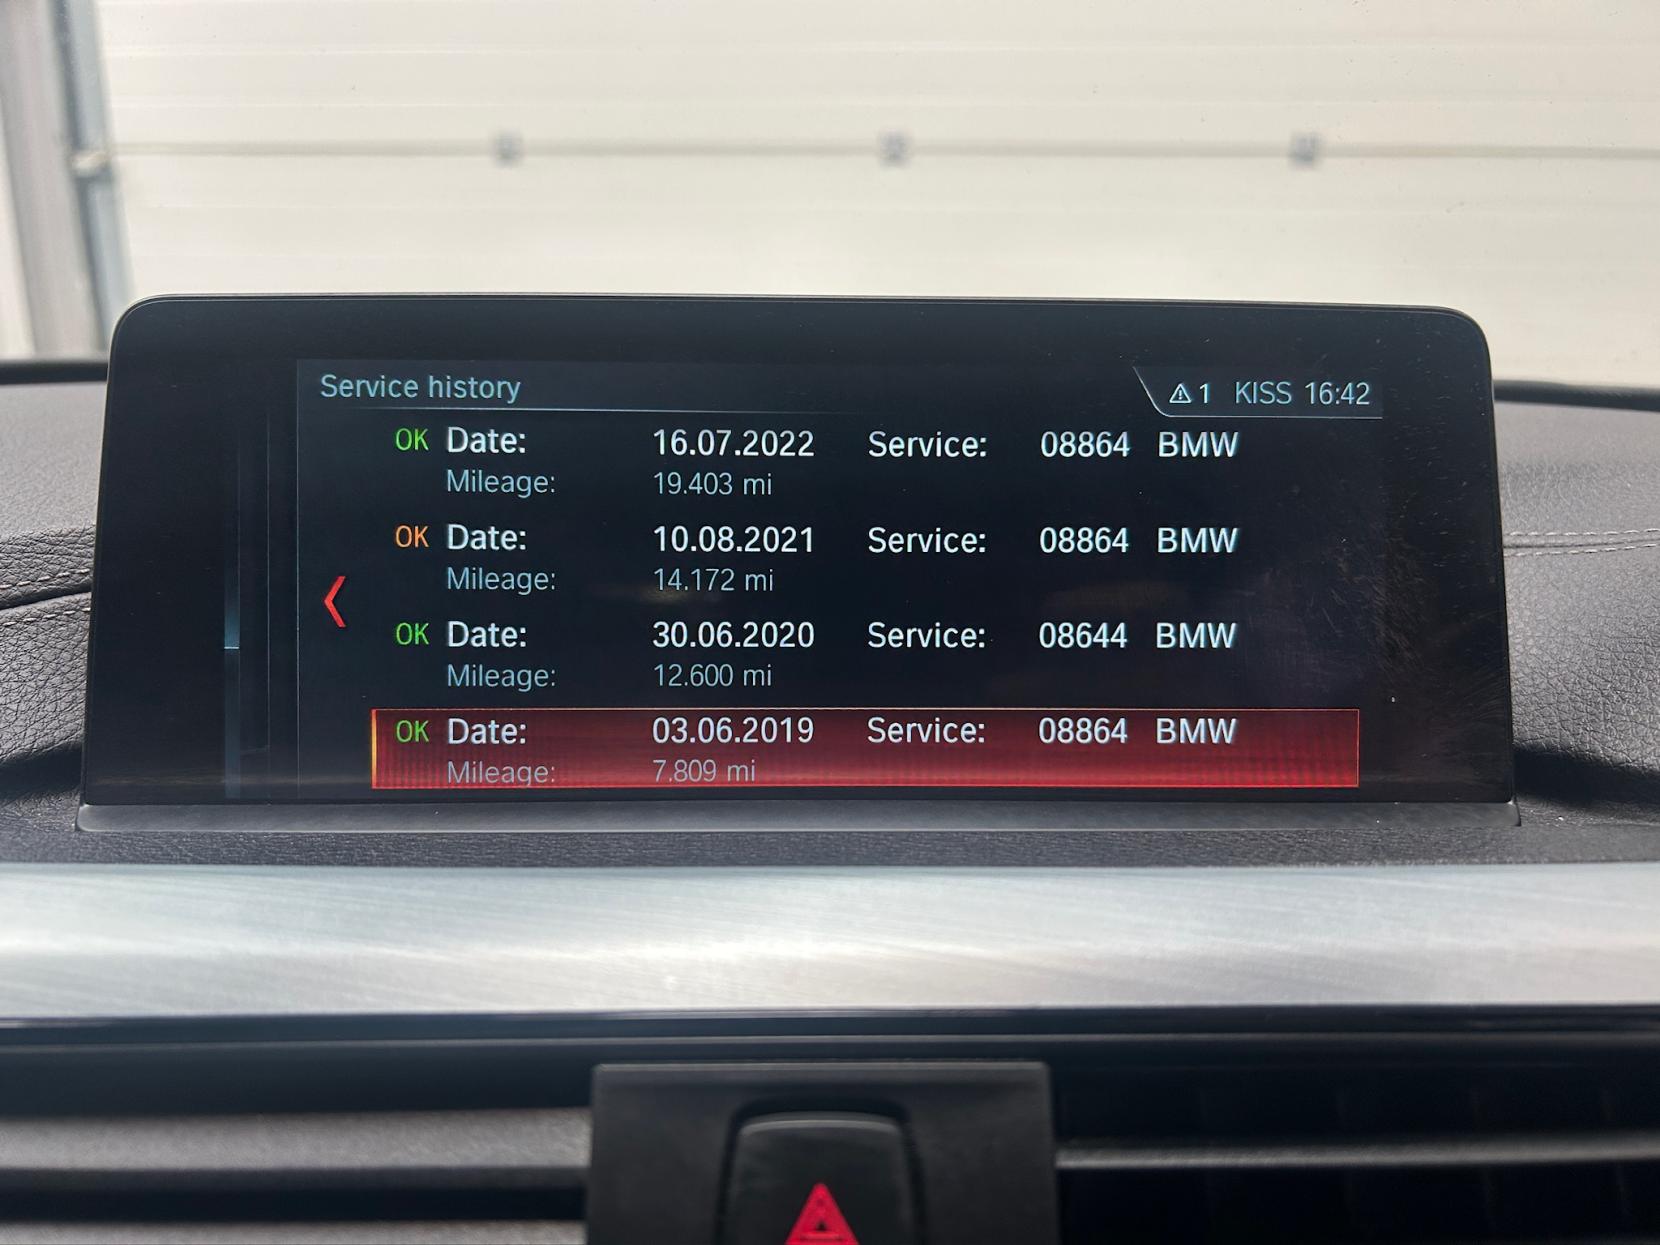 Service history
1 KISS 16:42
OK Date: 16.07.2022 Service: 08864 BMW
Mileage: 19.403 mi
OK Date: 10.08.2021 Service: 08864 BMW
Mileage: 14.172 mi
OK Date: 30.06.2020 Service: 08644 BMW
Mileage: 12.600 mi
OK Date: 03.06.2019 Service: 08864 BMW
Mileage: 7.809 mi